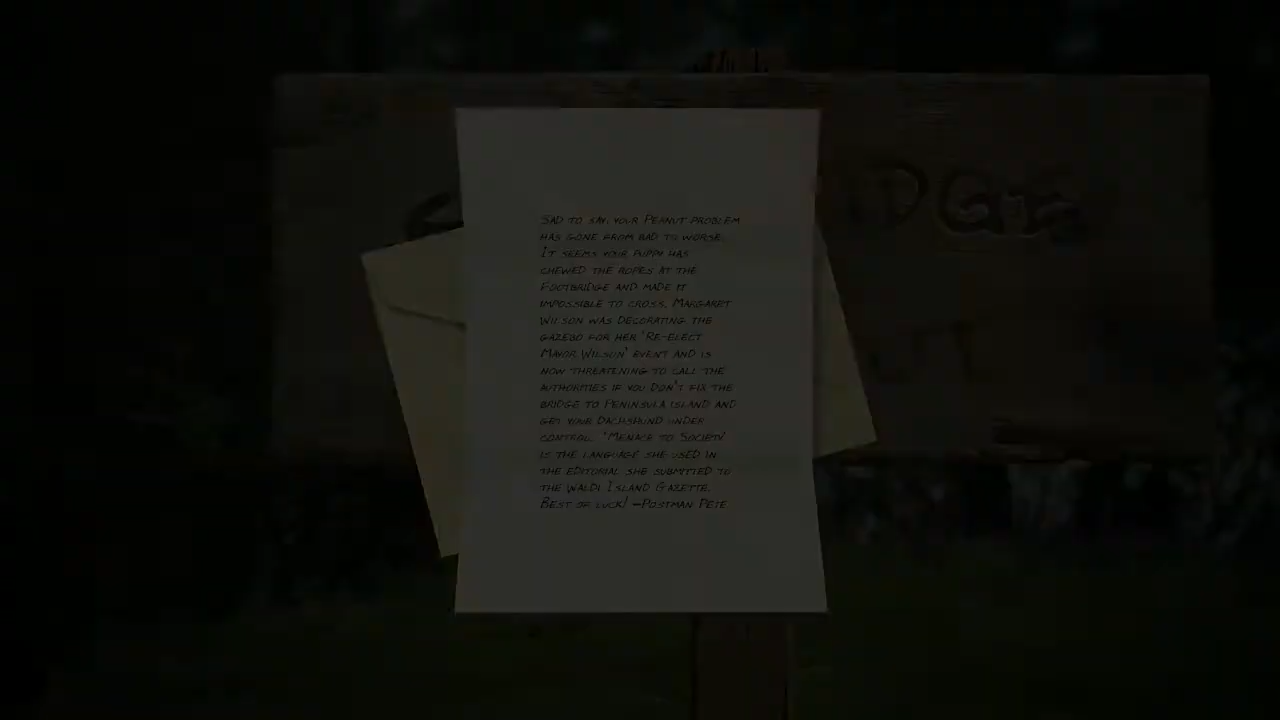 SAD TO SAY, YOUR PEANUT PROBLEM
HAS GONE FROM BAD TO WORSE.
IT SEEMS YOUR PUPPY HAS
CHEWED THE ROPES AT THE
FOOTBRIDGE AND MADE IT
IMPOSSIBLE TO CROSS. MARGARET
WILSON WAS DECORATING THE
GAZEBO FOR HER 'RE-ELECT
MAYOR WILSON' EVENT AND IS
NOW THREATENING TO CALL THE
AUTHORITIES IF YOU DON'T FIX THE
BRIDGE TO PENINSULA ISLAND AND
GET YOUR DACHSHUND UNDER
CONTROL. 'MENACE TO SOCIETY'
IS THE LANGUAGE SHE USED IN
THE EDITORIAL SHE SUBMITTED TO
THE WALDI ISLAND GAZETTE.
BEST OF LUCK! –POSTMAN PETE